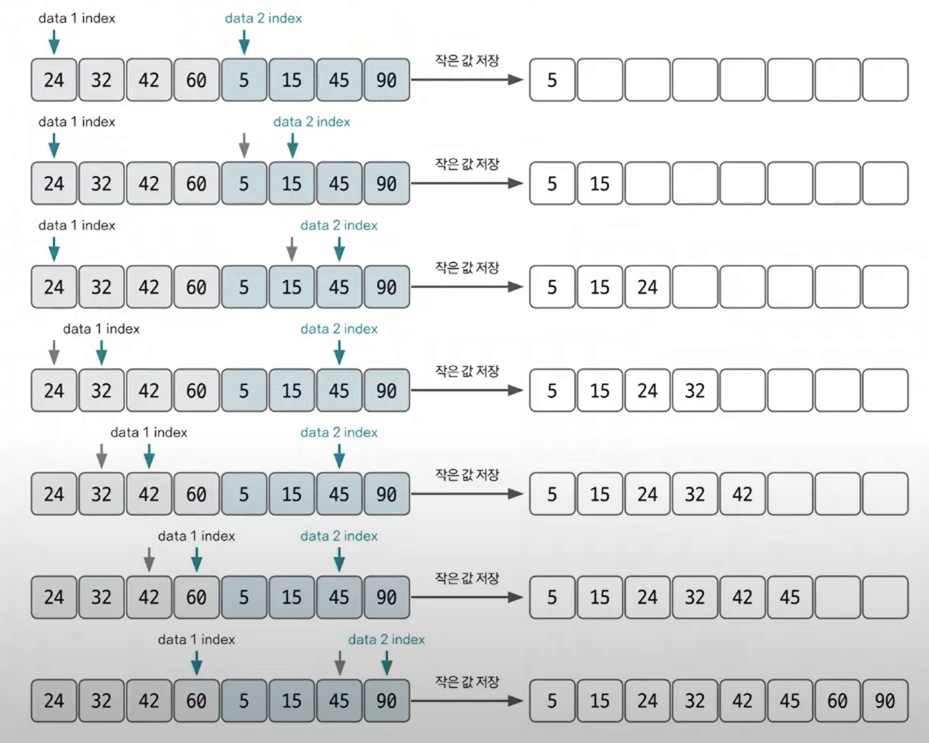 data 1 index data 2 index
24 32 42 60 5 15 45 90 작은 값 저장 5
data 1 index data 2 index
24 32 42 60 5 15 45 90 작은 값 저장 5 15
data 1 index data 2 index
24 32 42 60 5 15 45 90 작은 값 저장 5 15 24
data 1 index data 2 index
24 32 42 60 5 15 45 90 작은 값 저장 5 15 24 32
data 1 index data 2 index
24 32 42 60 5 15 45 90 작은 값 저장 5 15 24 32 42
data 1 index data 2 index
24 32 42 60 5 15 45 90 작은 값 저장 5 15 24 32 42 45
data 1 index data 2 index
24 32 42 60 5 15 45 90 작은 값 저장 5 15 24 32 42 45 60 90